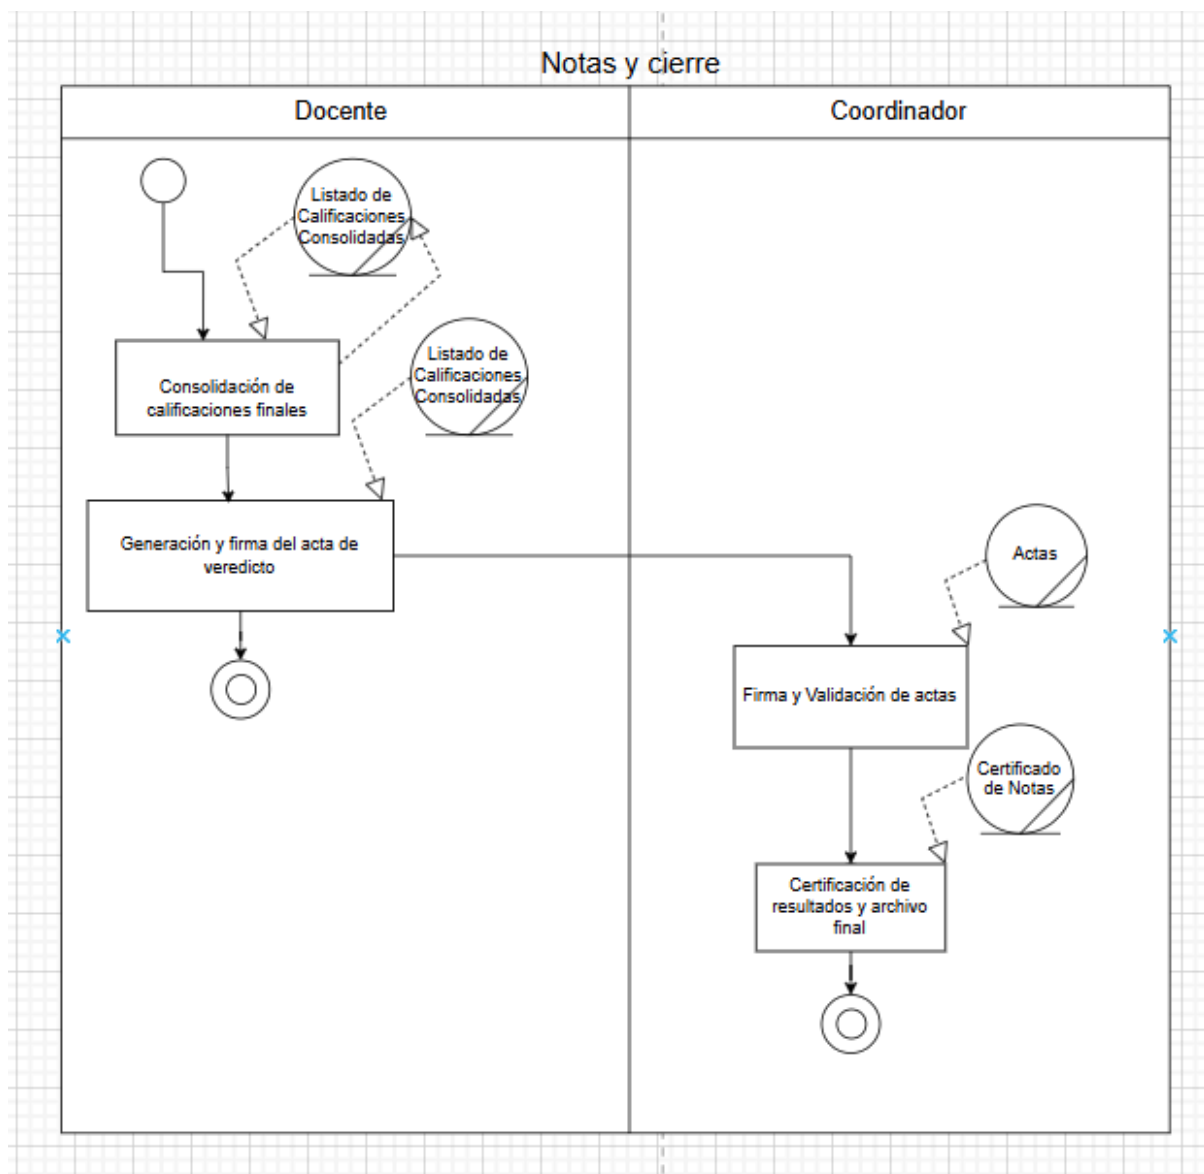 Notas y cierre
Docente
Coordinador
Listado de
Calificaciones
Consolidadas
Listado de
Calificaciones
Consolidadas
Consolidación de
calificaciones finales
Generación y firma del acta de
veredicto
Actas
Firma y Validación de actas
Certificado
de Notas
Certificación de
resultados y archivo
final